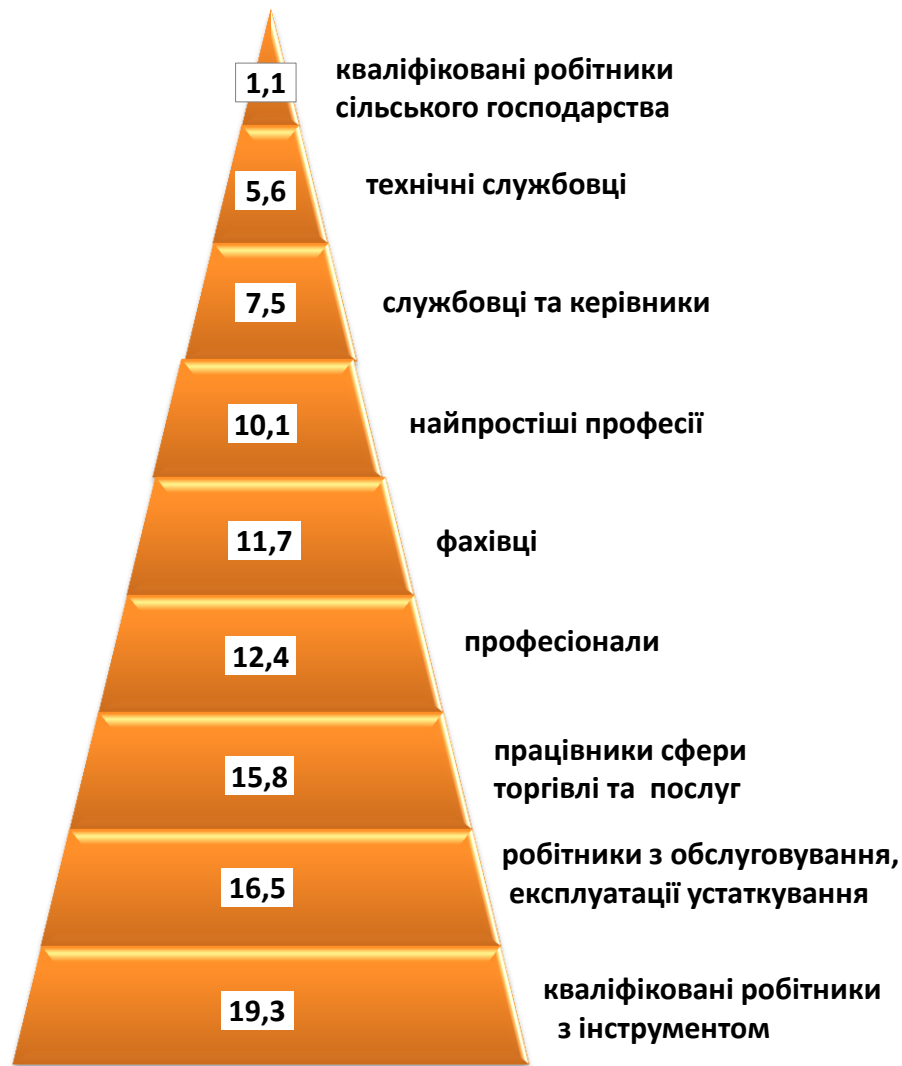 1,1
кваліфіковані робітники
сільського господарства
5,6
технічні службовці
7,5
службовці та керівники
10,1
найпростіші професії
11,7
фахівці
12,4
професіонали
15,8
працівники сфери
торгівлі та послуг
16,5
робітники з обслуговування,
експлуатації устаткування
19,3
кваліфіковані робітники
з інструментом